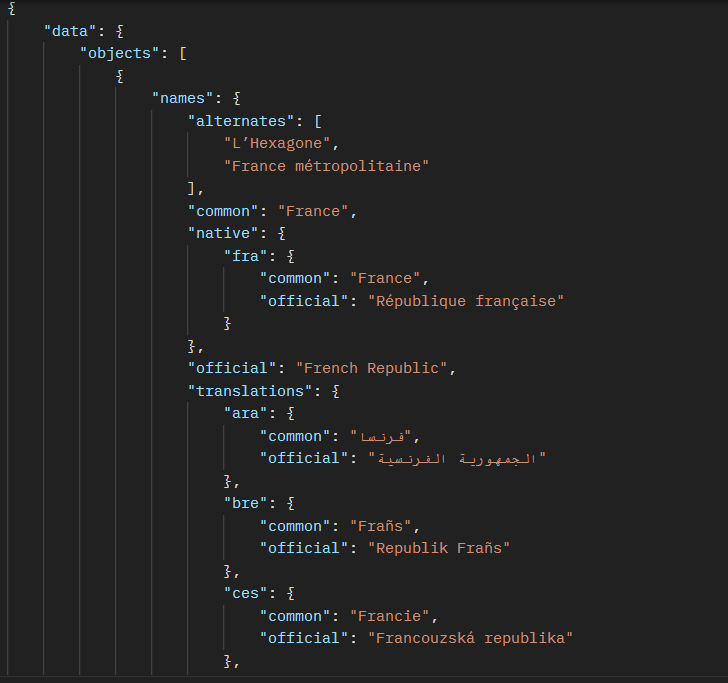 {
"data": {
"objects": [
{
"names": {
"alternates": [
"L’Hexagone",
"France métropolitaine"
],
"common": "France",
"native": {
"fra": {
"common": "France",
"official": "République française"
}
},
"official": "French Republic",
"translations": {
"ara": {
"common": "فرنسا",
"official": "الجمهورية الفرنسية"
},
"bre": {
"common": "Frañs",
"official": "Republik Frañs"
},
"ces": {
"common": "Francie",
"official": "Francouzská republika"
},